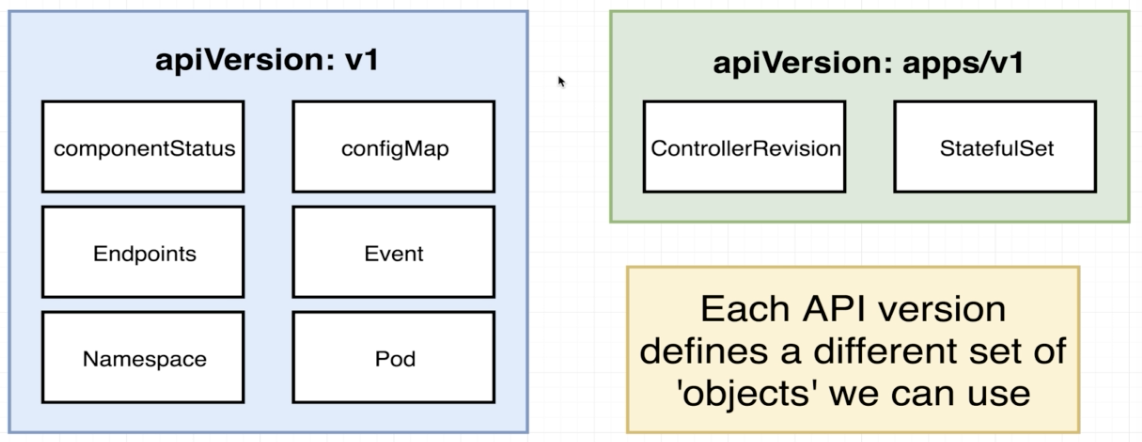 apiVersion: v1
componentStatus
configMap
Endpoints
Event
Namespace
Pod
apiVersion: apps/v1
ControllerRevision
StatefulSet
Each API version
defines a different set of
'objects' we can use